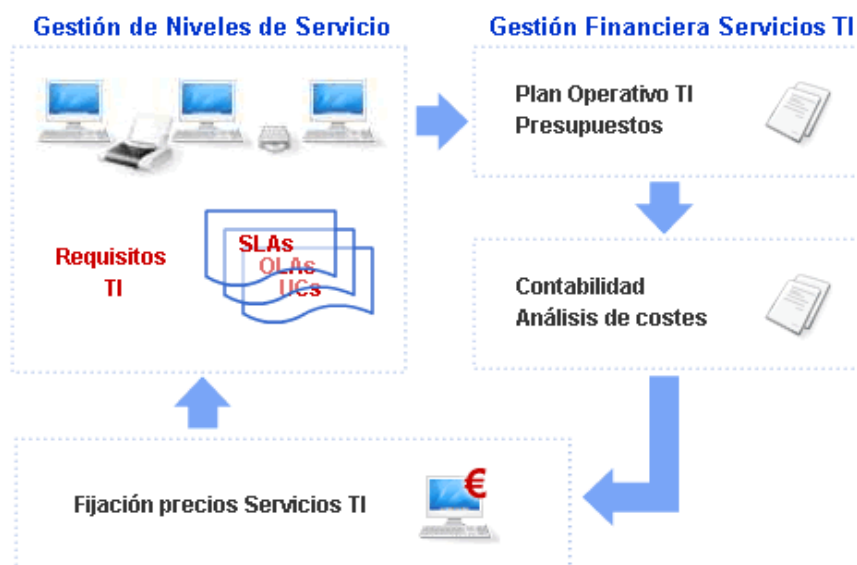 Gestión de Niveles de Servicio
Gestión Financiera Servicios TI
Plan Operativo TI
Presupuestos
Requisitos
TI
SLAs
OLAs
UCs
Contabilidad
Análisis de costes
Fijación precios Servicios TI
€